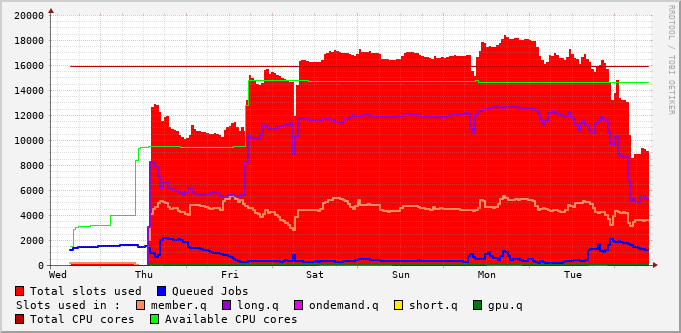 RRDTOOL / TOBI OETIKER
20000
18000
16000
14000
12000
10000
8000
6000
4000
2000
0
Wed Thu Fri Sat Sun Mon Tue
Total slots used Queued Jobs
Slots used in : member.q long.q ondemand.q short.q gpu.q
Total CPU cores Available CPU cores